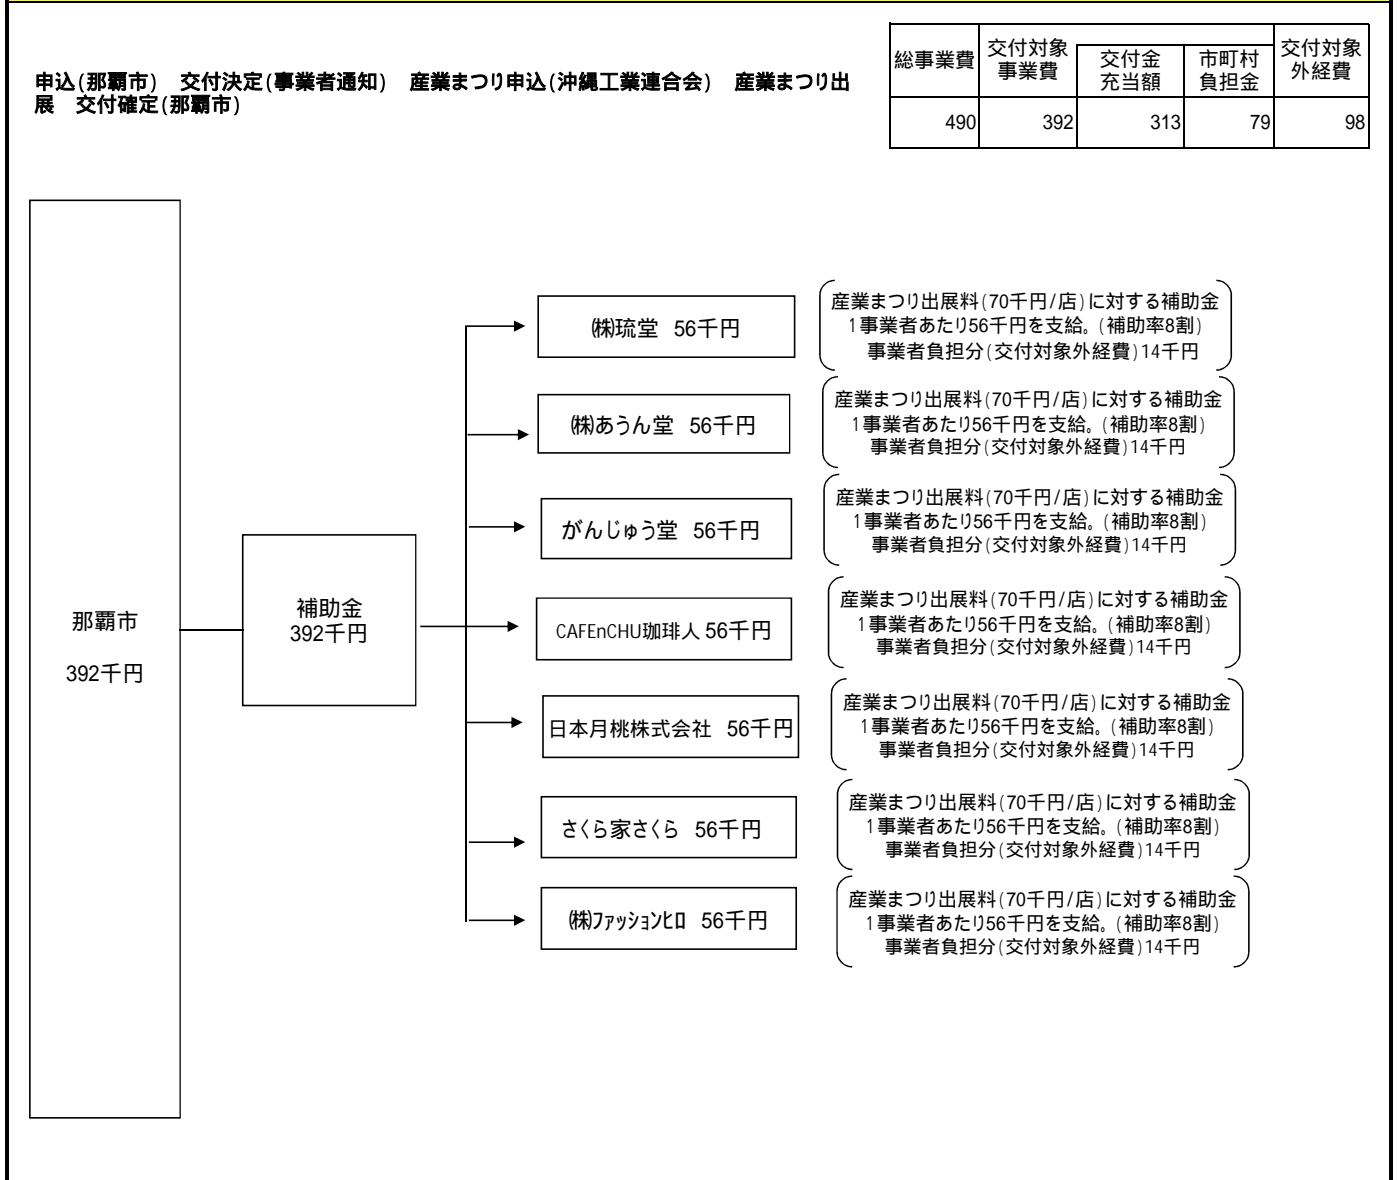 申込(那覇市)　交付決定(事業者通知)　産業まつり申込(沖縄工業連合会)　産業まつり出
展　交付確定(那覇市)
総事業費
交付対象
事業費
交付金
充当額
市町村
負担金
交付対象
外経費
490 392 313 79 98
那覇市
392千円
補助金
392千円
㈱琉堂　56千円
産業まつり出展料(70千円/店)に対する補助金
1事業者あたり56千円を支給。(補助率8割)
事業者負担分(交付対象外経費)14千円
㈱あうん堂　56千円
産業まつり出展料(70千円/店)に対する補助金
1事業者あたり56千円を支給。(補助率8割)
事業者負担分(交付対象外経費)14千円
がんじゅう堂　56千円
産業まつり出展料(70千円/店)に対する補助金
1事業者あたり56千円を支給。(補助率8割)
事業者負担分(交付対象外経費)14千円
CAFEnCHU珈琲人 56千円
産業まつり出展料(70千円/店)に対する補助金
1事業者あたり56千円を支給。(補助率8割)
事業者負担分(交付対象外経費)14千円
日本月桃株式会社　56千円
産業まつり出展料(70千円/店)に対する補助金
1事業者あたり56千円を支給。(補助率8割)
事業者負担分(交付対象外経費)14千円
さくら家さくら　56千円
産業まつり出展料(70千円/店)に対する補助金
1事業者あたり56千円を支給。(補助率8割)
事業者負担分(交付対象外経費)14千円
㈱ファッションヒロ　56千円
産業まつり出展料(70千円/店)に対する補助金
1事業者あたり56千円を支給。(補助率8割)
事業者負担分(交付対象外経費)14千円